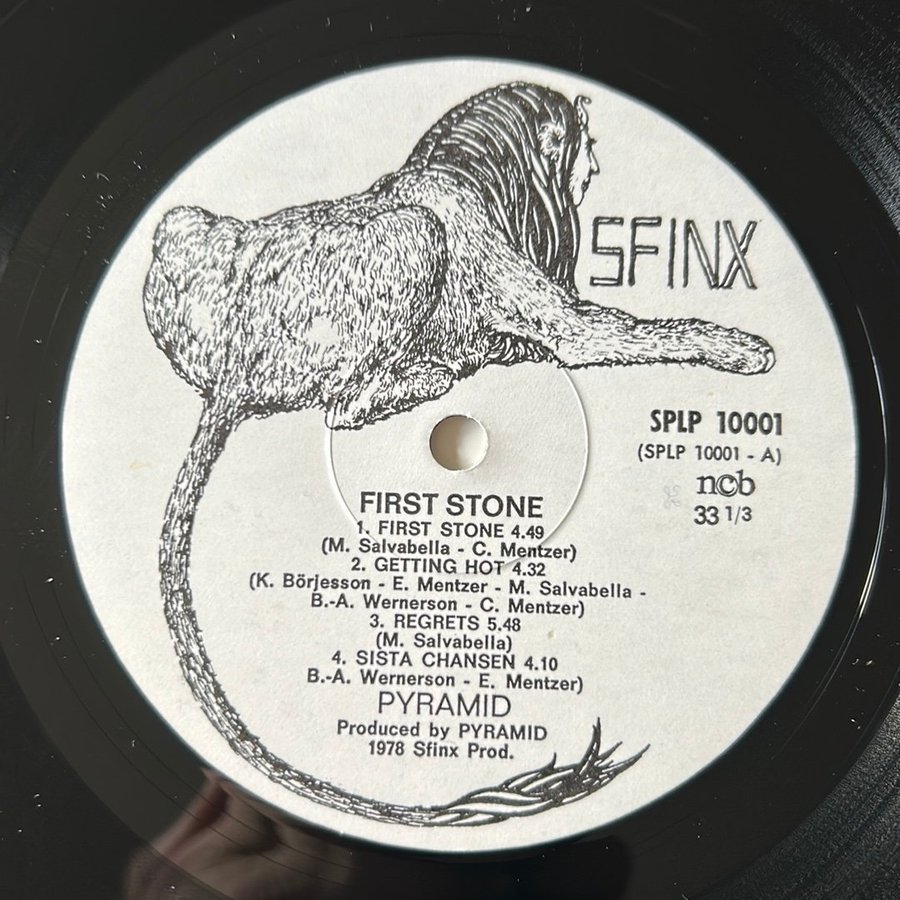 SFINX
SPLP 10001
(SPLP 10001 - A)
n©b
33 1/3
FIRST STONE
1. FIRST STONE 4.49
(M. Salvabella - C. Mentzer)
2. GETTING HOT 4.32
(K. Börjesson - E. Mentzer - M. Salvabella -
B.-A. Wernerson - C. Mentzer)
3. REGRETS 5.48
(M. Salvabella)
4. SISTA CHANSEN 4.10
B.-A. Wernerson - E. Mentzer)
PYRAMID
Produced by PYRAMID
1978 Sfinx Prod.